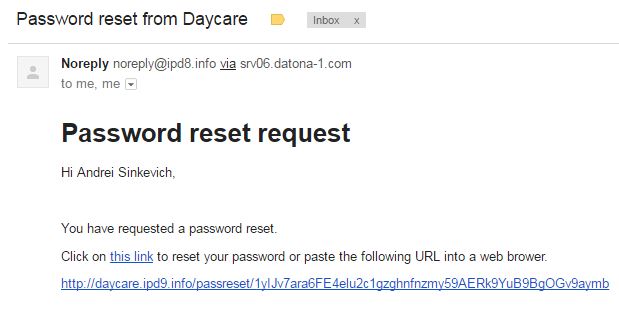 Password reset from Daycare Inbox x
Noreply noreply@ipd8.info via srv06.datona-1.com
to me, me
Password reset request
Hi Andrei Sinkevich,
You have requested a password reset.
Click on this link to reset your password or paste the following URL into a web brower.
http://daycare.ipd9.info/passreset/1yIJv7ara6FE4elu2c1gzghnfnzmy59AERk9YuB9BgOGv9aymb